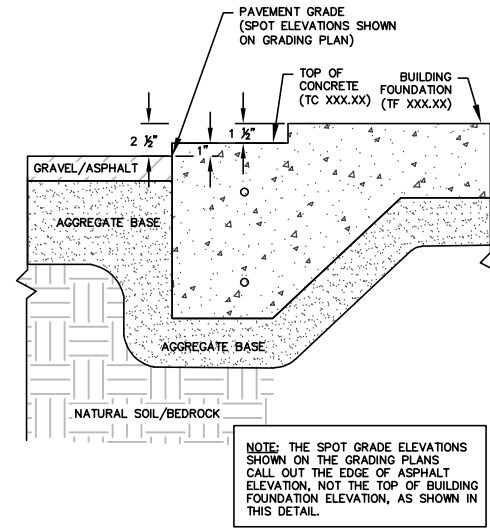 PAVEMENT GRADE
(SPOT ELEVATIONS SHOWN
ON GRADING PLAN)
TOP OF
CONCRETE
(TC XXX.XX)
BUILDING
FOUNDATION
(TF XXX.XX)
2 ½"
1 ½"
1"
GRAVEL/ASPHALT
AGGREGATE BASE
AGGREGATE BASE
NATURAL SOIL/BEDROCK
NOTE: THE SPOT GRADE ELEVATIONS
SHOWN ON THE GRADING PLANS
CALL OUT THE EDGE OF ASPHALT
ELEVATION, NOT THE TOP OF BUILDING
FOUNDATION ELEVATION, AS SHOWN IN
THIS DETAIL.